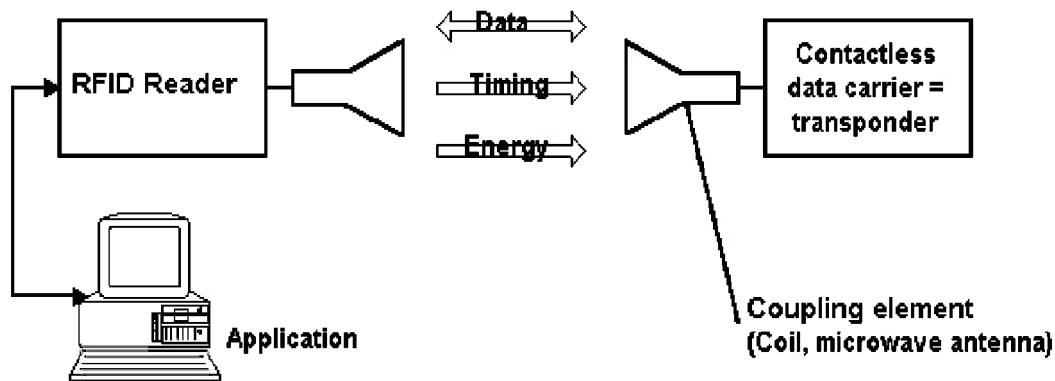 RFID Reader
Data
Timing
Energy
Contactless
data carrier =
transponder
Application
Coupling element
(Coil, microwave antenna)